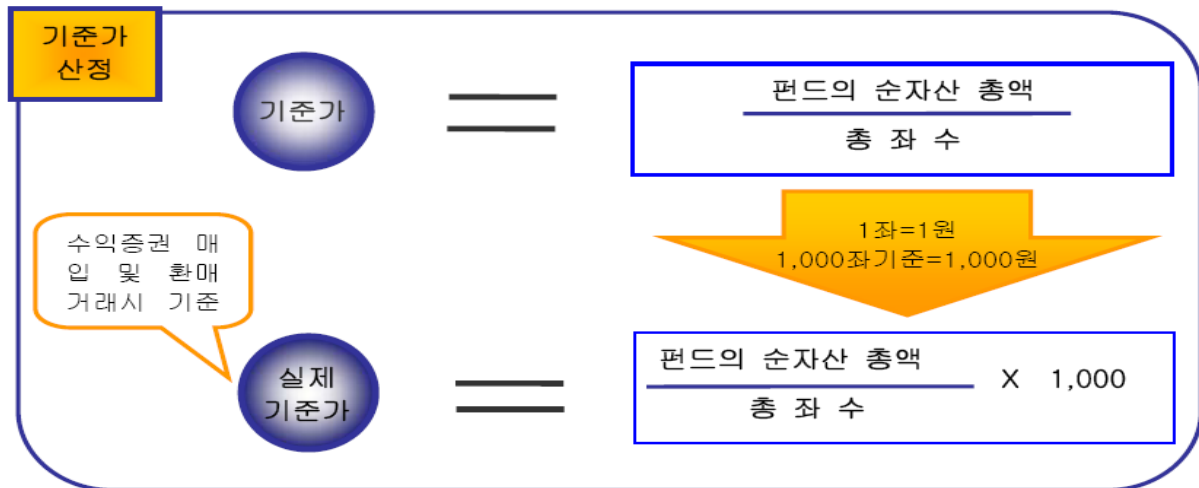 기준가
산정
기준가
펀드의 순자산 총액
총 좌 수
1좌=1원
1,000좌기준=1,000원
수익증권 매
입 및 환매
거래시 기준
실제
기준가
펀드의 순자산 총액
총 좌 수
X 1,000